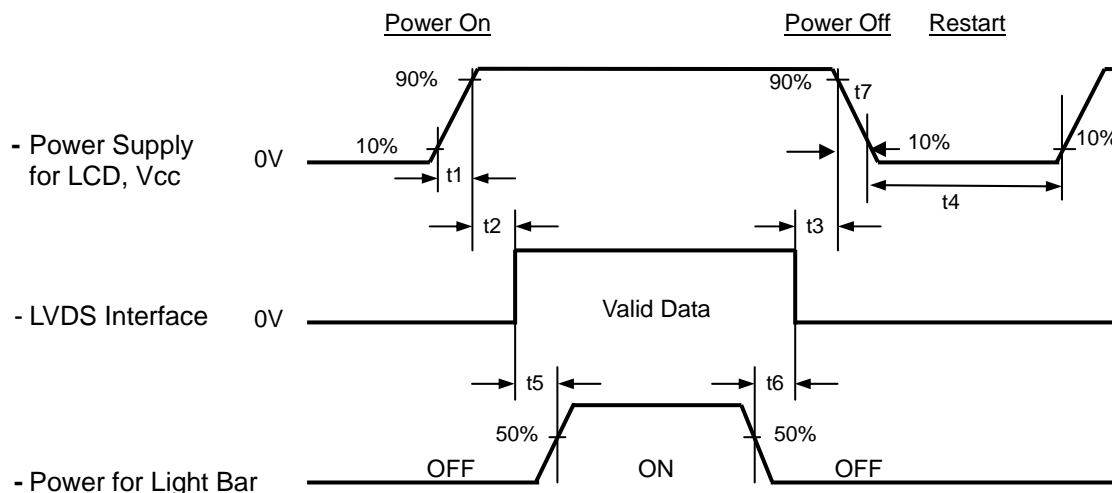 Power On
Power Off
Restart
90%
90%
t7
- Power Supply
for LCD, Vcc
0V
10%
10%
10%
t1
t4
t2
t3
- LVDS Interface
0V
Valid Data
t5
t6
50%
50%
- Power for Light Bar
OFF
ON
OFF